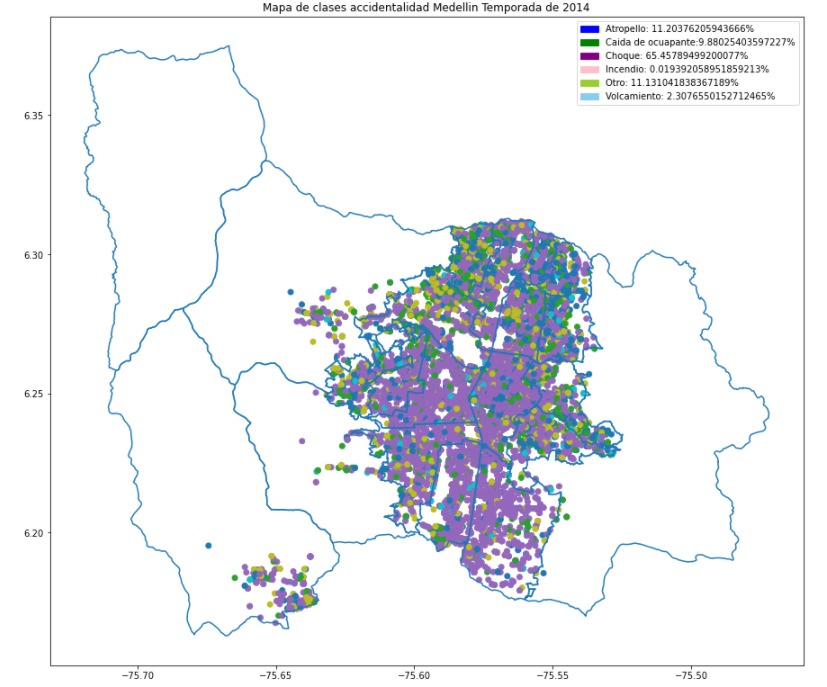 Mapa de clases accidentalidad Medellin Temporada de 2014
Atropello: 11.20376205943666%
Caida de ocuapante:9.88025403597227%
Choque: 65.45789499200077%
Incendio: 0.019392058951859213%
Otro: 11.131041838367189%
Volcamiento: 2.3076550152712465%
6.35
6.30
6.25
6.20
−75.70
−75.65
−75.60
−75.55
−75.50